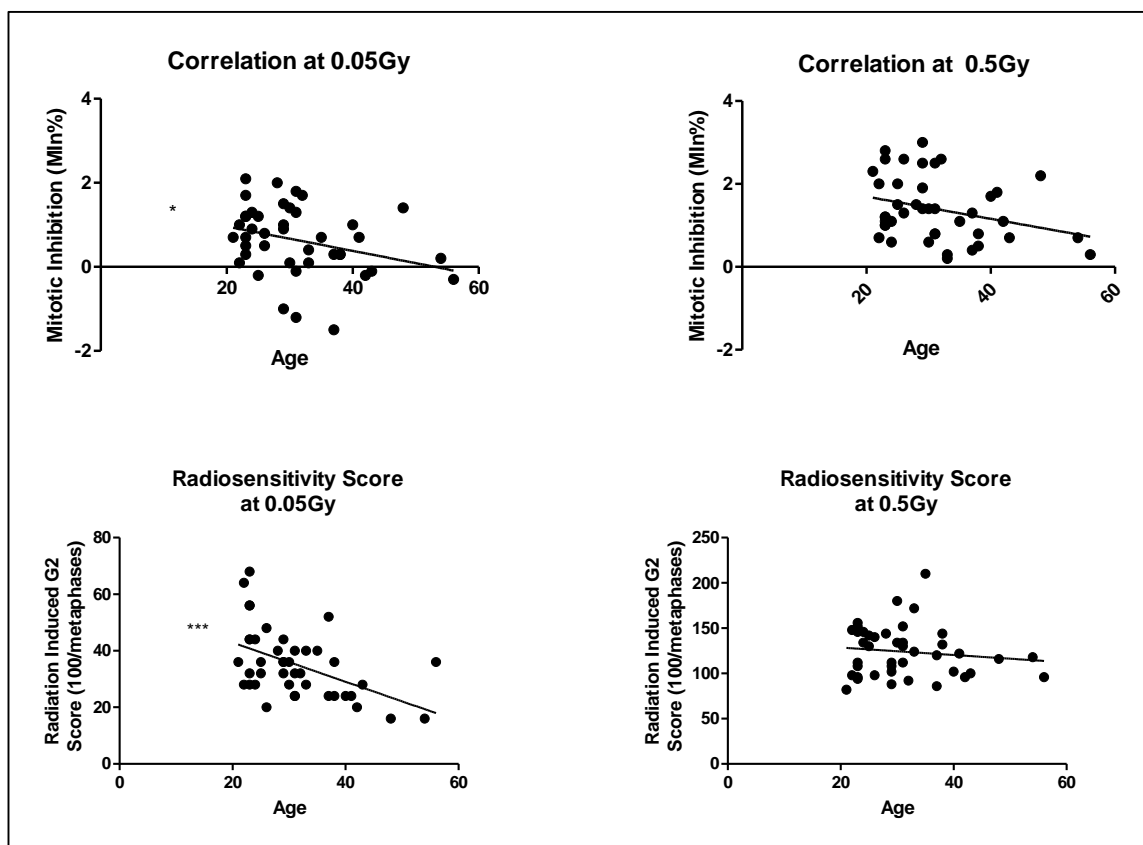 Correlation at 0.05Gy
Mitotic Inhibition (MIn%)
4
2
0
-2
*
20
40
60
Age
Correlation at 0.5Gy
Mitotic Inhibition (MIn%)
4
2
0
-2
20
40
60
Age
Radiosensitivity Score
at 0.05Gy
Radiation Induced G2
Score (100/metaphases)
80
60
40
20
0
***
0
20
40
60
Age
Radiosensitivity Score
at 0.5Gy
Radiation Induced G2
Score (100/metaphases)
250
200
150
100
50
0
0
20
40
60
Age